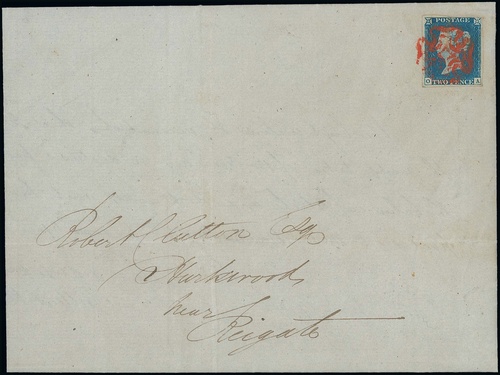 POSTAGE
TWO PENCE
A
Robert Clutton Esq
Hartswood
near
Reigate